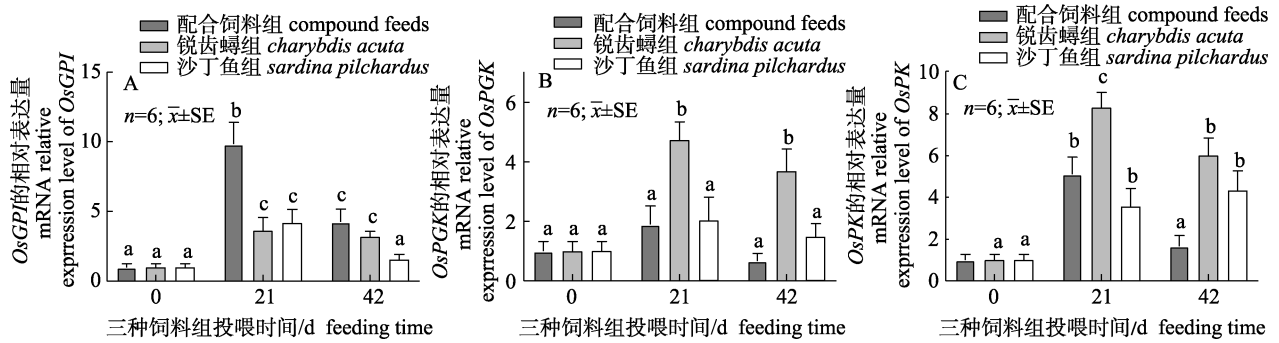 配合饲料组 compound feeds
锐齿蟳组 charybdis acuta
沙丁鱼组 sardina pilchardus
OsGPI的相对表达量
mRNA relative
exprression level of OsGPI
15
10
5
0
A
n=6; x̅±SE
a a a
b c c
c c a
0 21 42
三种饲料组投喂时间/d feeding time
配合饲料组 compound feeds
锐齿蟳组 charybdis acuta
沙丁鱼组 sardina pilchardus
OsPGK的相对表达量
mRNA relative
exprression level of OsPGK
6
4
2
0
B
n=6; x̅±SE
a a a
a b a
a b a
0 21 42
三种饲料组投喂时间/d feeding time
配合饲料组 compound feeds
锐齿蟳组 charybdis acuta
沙丁鱼组 sardina pilchardus
OsPK的相对表达量
mRNA relative
exprression level of OsPK
10
8
6
4
2
0
C
n=6; x̅±SE
a a
b c b
a b b
0 21 42
三种饲料组投喂时间/d feeding time